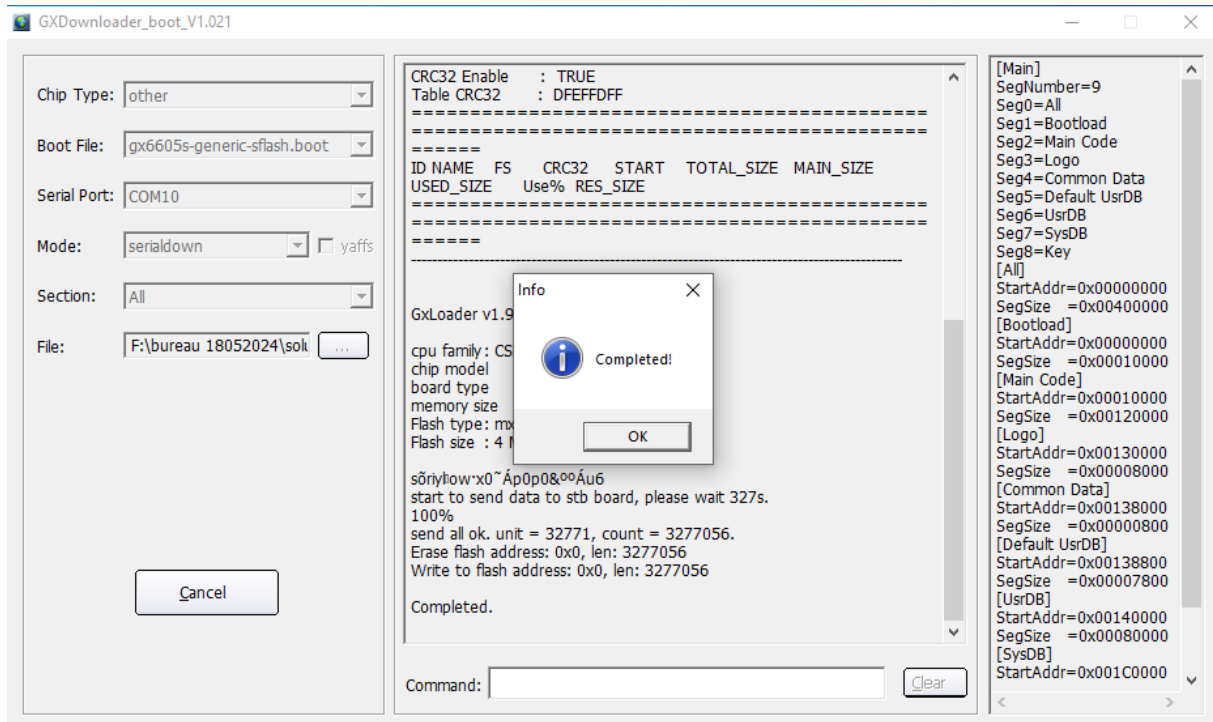 GXDownloader_boot_V1.021
Chip Type: other
Boot File: gx6605s-generic-sflash.boot
Serial Port: COM10
Mode: serialdown yaffs
Section: All
File: F:\bureau 18052024\solu ...
Cancel
CRC32 Enable : TRUE
Table CRC32 : DFEFFDFF
============================================
============================================
======
ID NAME FS CRC32 START TOTAL_SIZE MAIN_SIZE
USED_SIZE Use% RES_SIZE
============================================
============================================
======
--------------------------------------------------------------------------------------------------
GxLoader v1.9
cpu family : CS
chip model
board type
memory size
Flash type: mx
Flash size : 4
start to send data to stb board, please wait 327s.
100%
send all ok. unit = 32771, count = 3277056.
Erase flash address: 0x0, len: 3277056
Write to flash address: 0x0, len: 3277056
Completed.
Info
Completed!
OK
Command:
Clear
[Main]
SegNumber=9
Seg0=All
Seg1=Bootload
Seg2=Main Code
Seg3=Logo
Seg4=Common Data
Seg5=Default UsrDB
Seg6=UsrDB
Seg7=SysDB
Seg8=Key
[All]
StartAddr=0x00000000
SegSize =0x00400000
[Bootload]
StartAddr=0x00000000
SegSize =0x00010000
[Main Code]
StartAddr=0x00010000
SegSize =0x00120000
[Logo]
StartAddr=0x00130000
SegSize =0x00008000
[Common Data]
StartAddr=0x00138000
SegSize =0x00000800
[Default UsrDB]
StartAddr=0x00138800
SegSize =0x00007800
[UsrDB]
StartAddr=0x00140000
SegSize =0x00080000
[SysDB]
StartAddr=0x001C0000